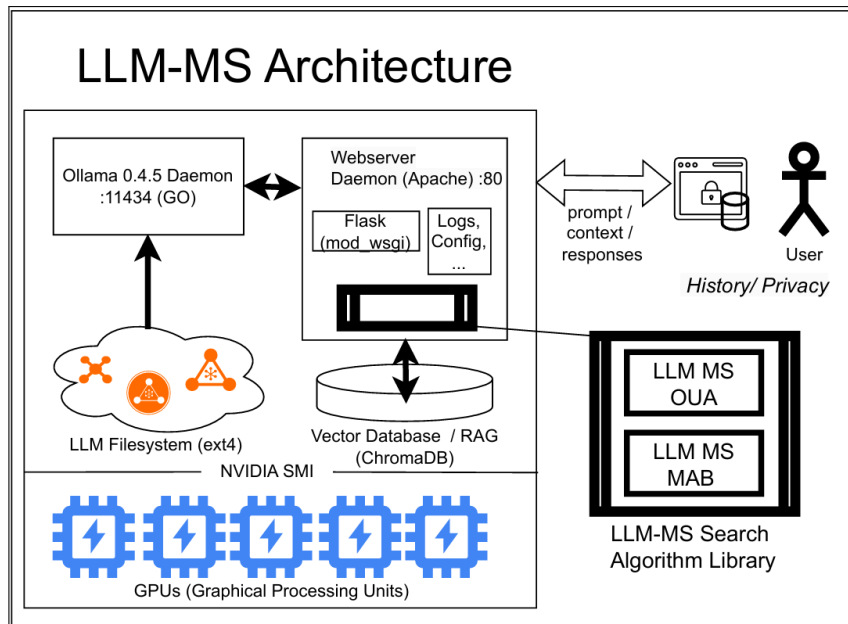 LLM-MS Architecture
Ollama 0.4.5 Daemon
:11434 (GO)
Webserver
Daemon (Apache) :80
Flask
(mod_wsgi)
Logs,
Config,
...
prompt /
context /
responses
User
History/ Privacy
LLM Filesystem (ext4)
Vector Database / RAG
(ChromaDB)
LLM MS
OUA
LLM MS
MAB
LLM-MS Search
Algorithm Library
NVIDIA SMI
GPUs (Graphical Processing Units)